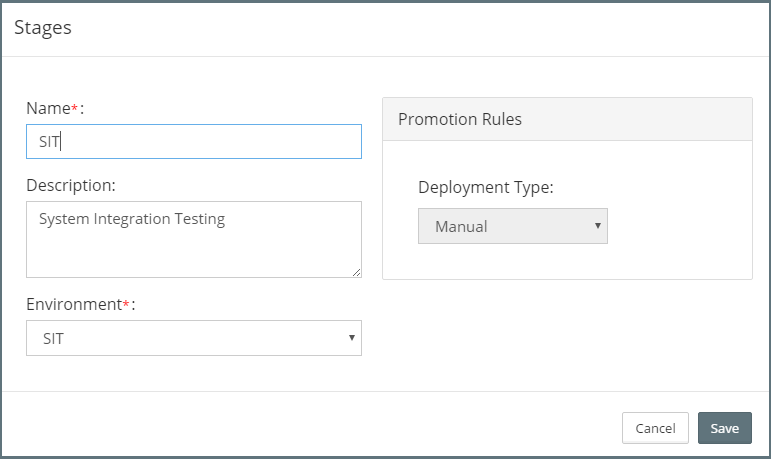 Stages
Name*:
SIT
Description:
System Integration Testing
Environment*:
SIT
Promotion Rules
Deployment Type:
Manual
Cancel
Save